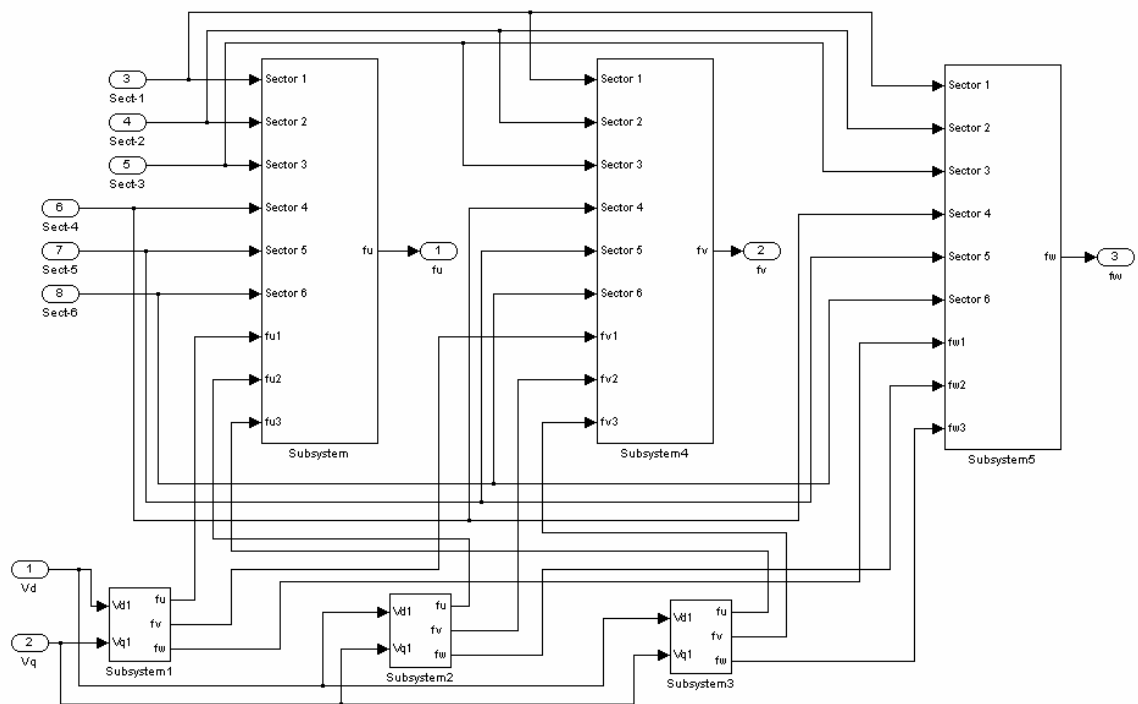 3
Sect-1
4
Sect-2
5
Sect-3
6
Sect-4
7
Sect-5
8
Sect-6
Sector 1
Sector 2
Sector 3
Sector 4
Sector 5
Sector 6
fu1
fu2
fu3
fu
Subsystem
1
fu
Sector 1
Sector 2
Sector 3
Sector 4
Sector 5
Sector 6
fv1
fv2
fv3
fv
Subsystem4
2
fv
Sector 1
Sector 2
Sector 3
Sector 4
Sector 5
Sector 6
fw1
fw2
fw3
fw
Subsystem5
3
fw
1
Vd
2
Vq
Vd1
Vq1
fu
fv
fw
Subsystem1
Vd1
Vq1
fu
fv
fw
Subsystem2
Vd1
Vq1
fu
fv
fw
Subsystem3